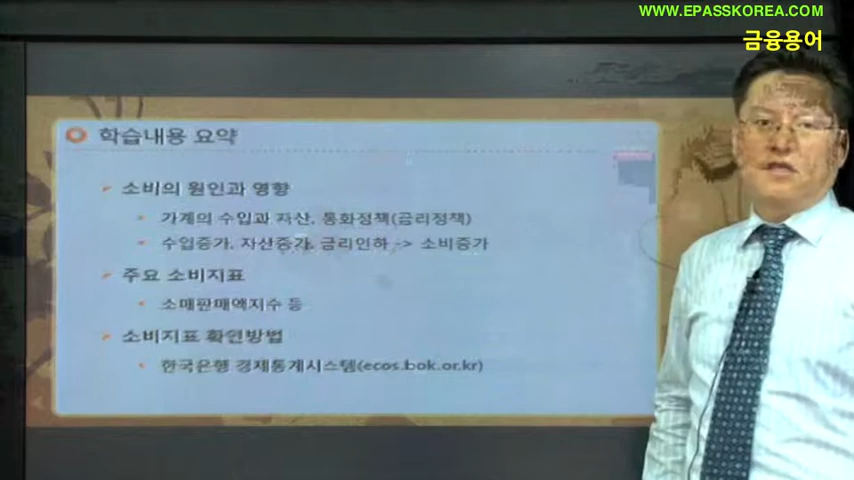 WWW.EPASSKOREA.COM
금융용어
학습내용 요약
소비의 원인과 영향
가계의 수입과 자산, 통화정책(금리정책)
수입증가, 자산증가, 금리인하 -> 소비증가
주요 소비지표
소매판매액지수 등
소비지표 확인방법
한국은행 경제통계시스템(ecos.bok.or.kr)